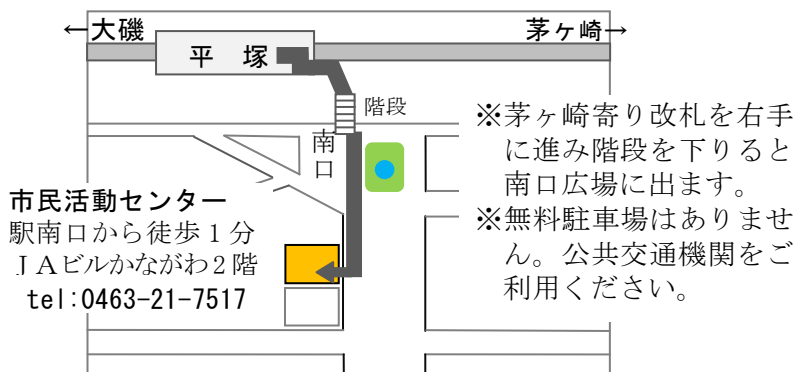 ←大磯
茅ヶ崎→
平 塚
階段
南口
※茅ヶ崎寄り改札を右手
に進み階段を下りると
南口広場に出ます。
※無料駐車場はありませ
ん。公共交通機関をご
利用ください。
市民活動センター
駅南口から徒歩１分
ＪＡビルかながわ２階
tel:0463-21-7517